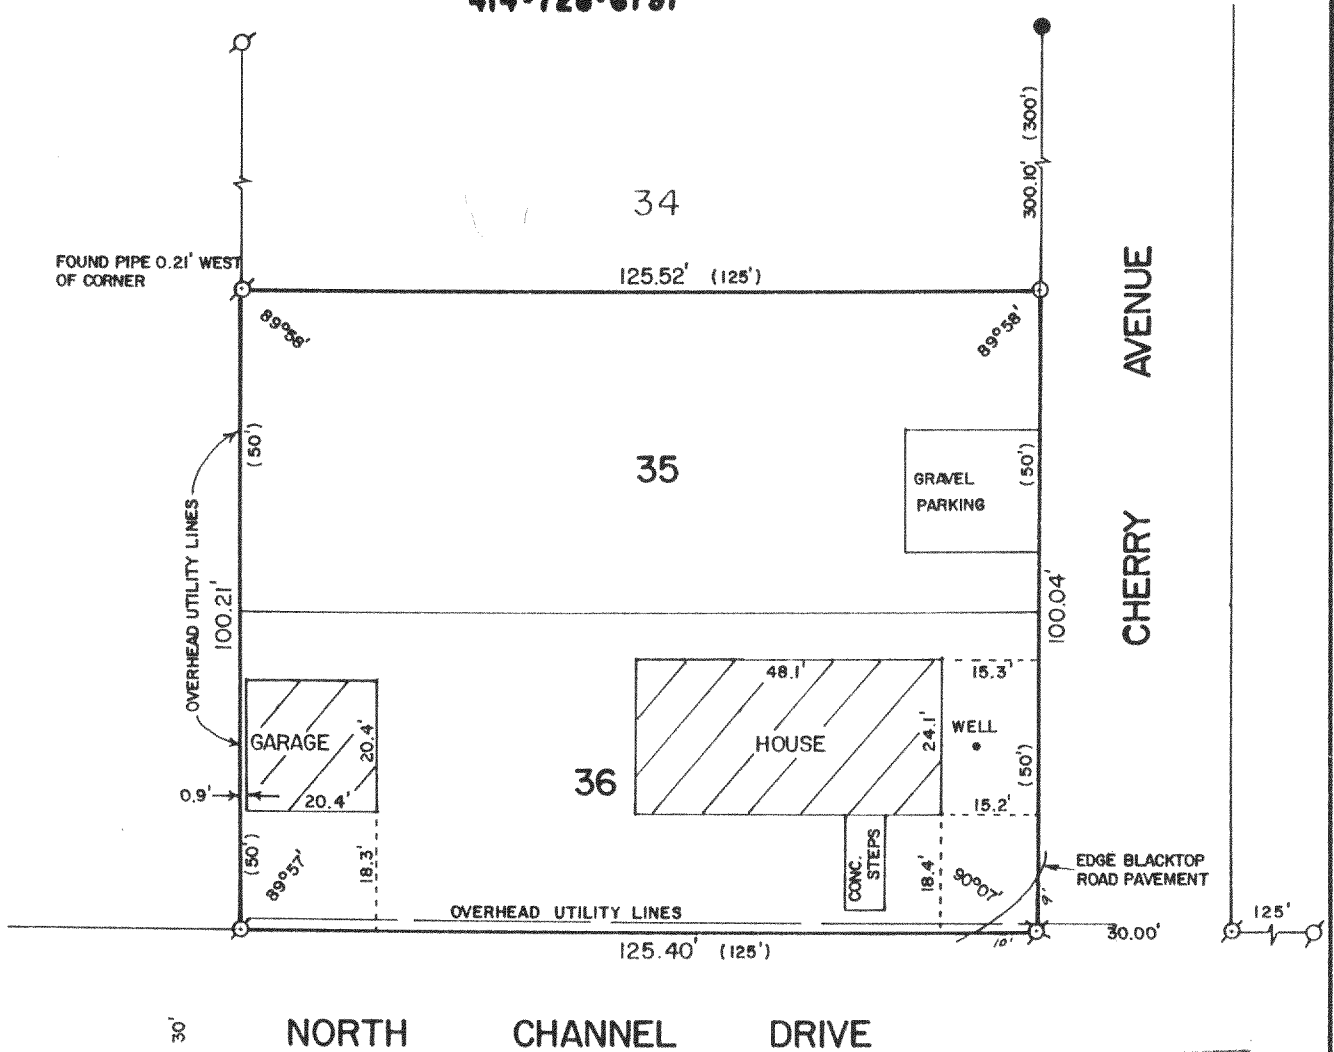 300.10' (300')
34
FOUND PIPE 0.21' WEST
OF CORNER
125.52' (125')
89°58'
89°58'
AVENUE
(50')
35
GRAVEL
PARKING
(50')
OVERHEAD UTILITY LINES
100.21'
100.04'
CHERRY
48.1'
15.3'
GARAGE
20.4'
HOUSE
24.1'
WELL
36
(50')
0.9'
20.4'
15.2'
(50')
89°57'
18.3'
CONC.
STEPS
18.4'
90°07'
EDGE BLACKTOP
ROAD PAVEMENT
9'
OVERHEAD UTILITY LINES
125.40' (125')
10'
30.00'
125'
30'
NORTH CHANNEL DRIVE